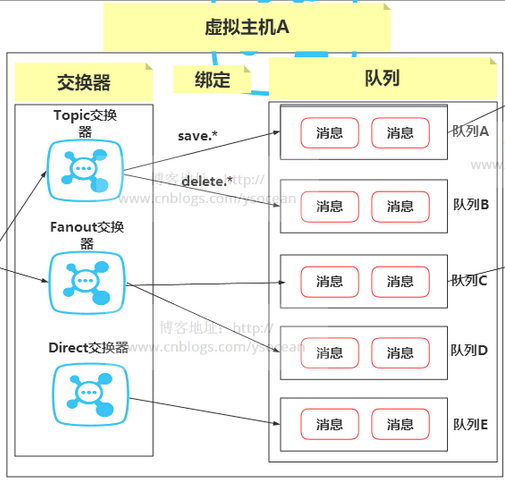 虚拟主机A
交换器
绑定
队列
Topic交换
器
save.*
消息 消息 队列A
博客地址：http://
delete.*
www.cnblogs.com/ysocean
消息 消息 队列B
Fanout交换
器
消息 消息 队列C
博客地址：http://
Direct交换器
www.cnblogs.com/ysocean
消息 消息 队列D
消息 消息 队列E
www.